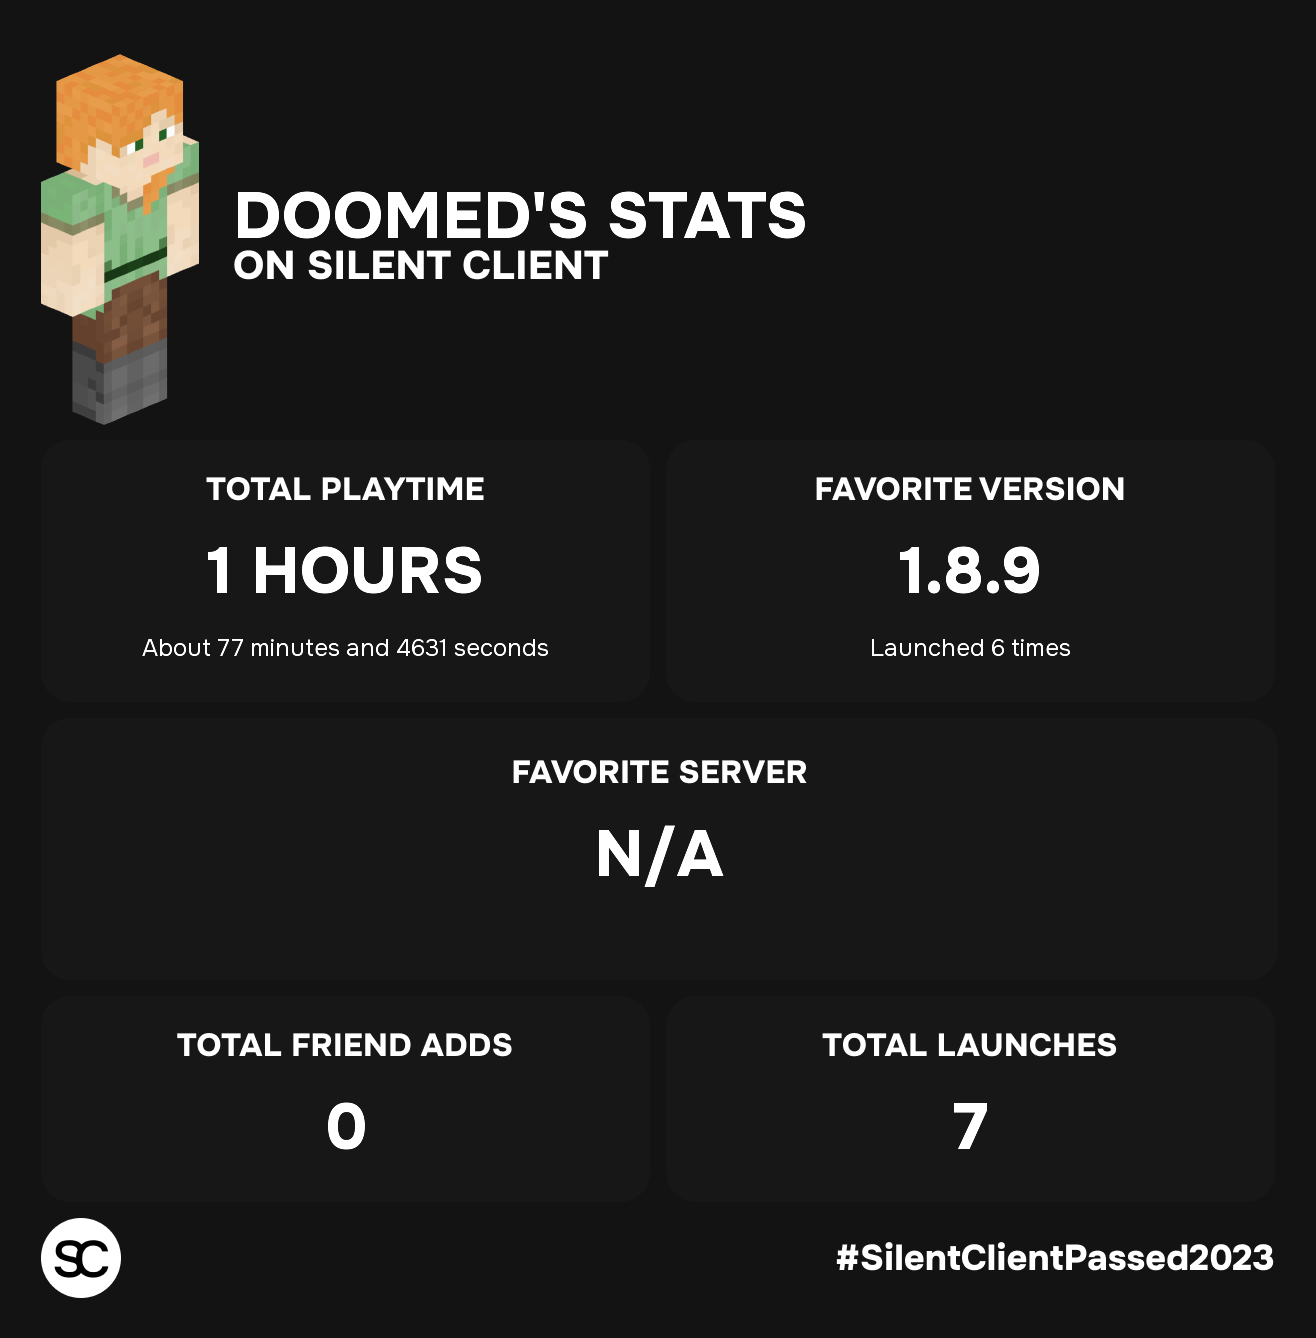 DOOMED'S STATS
ON SILENT CLIENT
TOTAL PLAYTIME
1 HOURS
About 77 minutes and 4631 seconds
FAVORITE VERSION
1.8.9
Launched 6 times
FAVORITE SERVER
N/A
TOTAL FRIEND ADDS
0
TOTAL LAUNCHES
7
SC
#SilentClientPassed2023